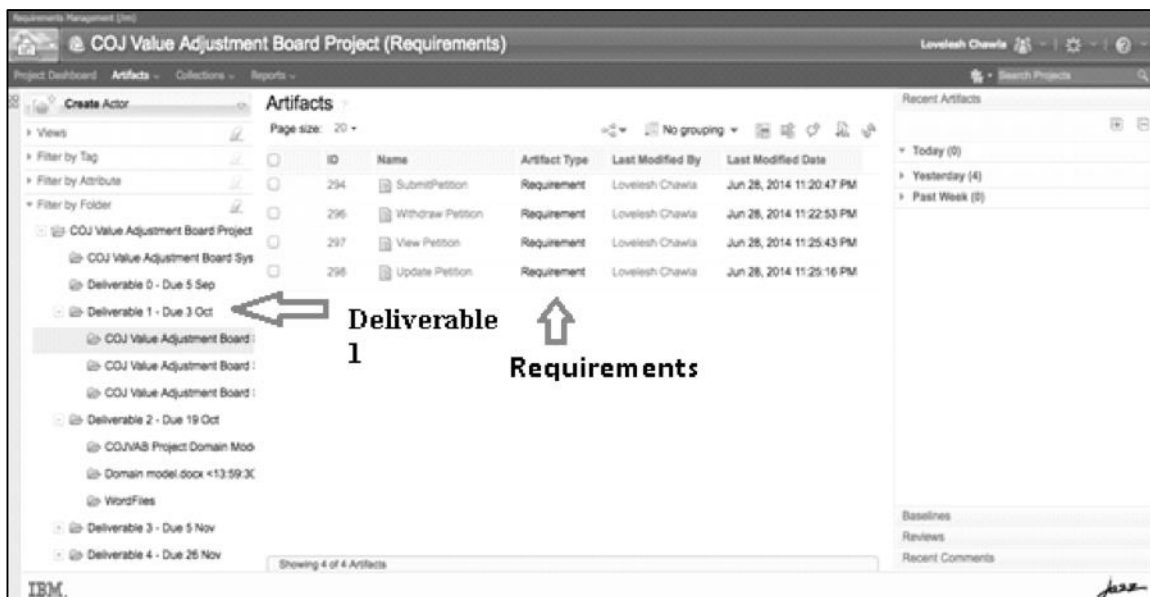 Requirements Management (/rm)
COJ Value Adjustment Board Project (Requirements)
Lovelesh Chawla
Project Dashboard Artifacts Collections Reports
Search Projects
Create Actor
Views
Filter by Tag
Filter by Attribute
Filter by Folder
COJ Value Adjustment Board Project
COJ Value Adjustment Board Sys
Deliverable 0 - Due 5 Sep
Deliverable 1 - Due 3 Oct
COJ Value Adjustment Board
COJ Value Adjustment Board
COJ Value Adjustment Board
Deliverable 2 - Due 19 Oct
COJVAB Project Domain Mod
Domain model.docx <13:59:30
WordFiles
Deliverable 3 - Due 5 Nov
Deliverable 4 - Due 26 Nov
Artifacts
Page size: 20
No grouping
ID Name Artifact Type Last Modified By Last Modified Date
294 SubmitPetition Requirement Lovelesh Chawla Jun 28, 2014 11:20:47 PM
296 Withdraw Petition Requirement Lovelesh Chawla Jun 28, 2014 11:22:53 PM
297 View Petition Requirement Lovelesh Chawla Jun 28, 2014 11:25:43 PM
298 Update Petition Requirement Lovelesh Chawla Jun 28, 2014 11:25:16 PM
Deliverable
1
Requirements
Showing 4 of 4 Artifacts
Recent Artifacts
Today (0)
Yesterday (4)
Past Week (0)
Baselines
Reviews
Recent Comments
IBM.
Jazz